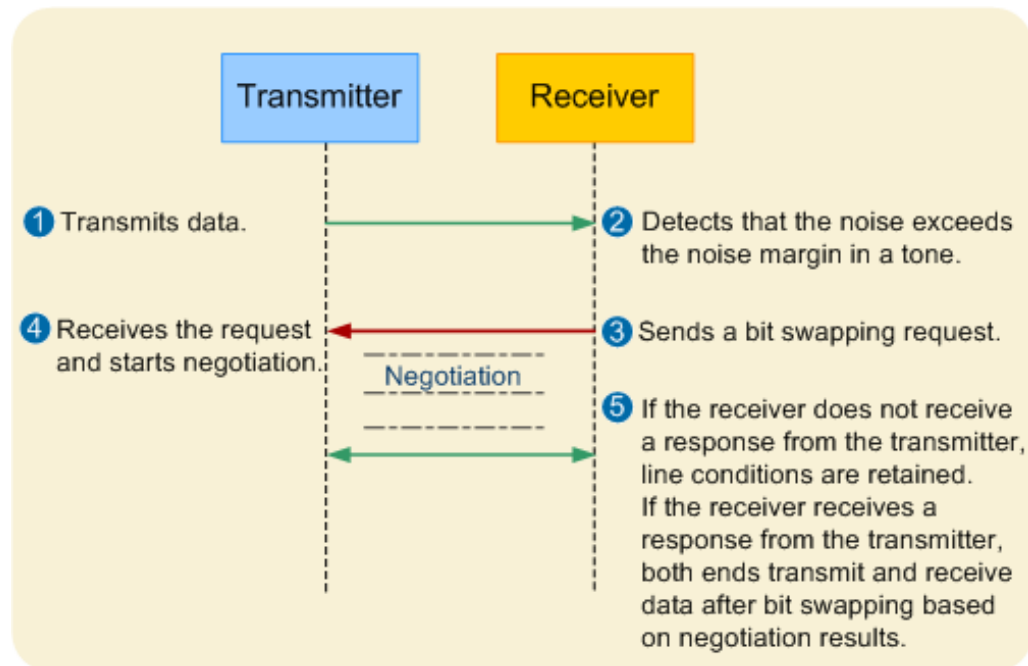 Transmitter
Receiver
1 Transmits data.
2 Detects that the noise exceeds
the noise margin in a tone.
4 Receives the request
and starts negotiation.
3 Sends a bit swapping request.
Negotiation
5 If the receiver does not receive
a response from the transmitter,
line conditions are retained.
If the receiver receives a
response from the transmitter,
both ends transmit and receive
data after bit swapping based
on negotiation results.